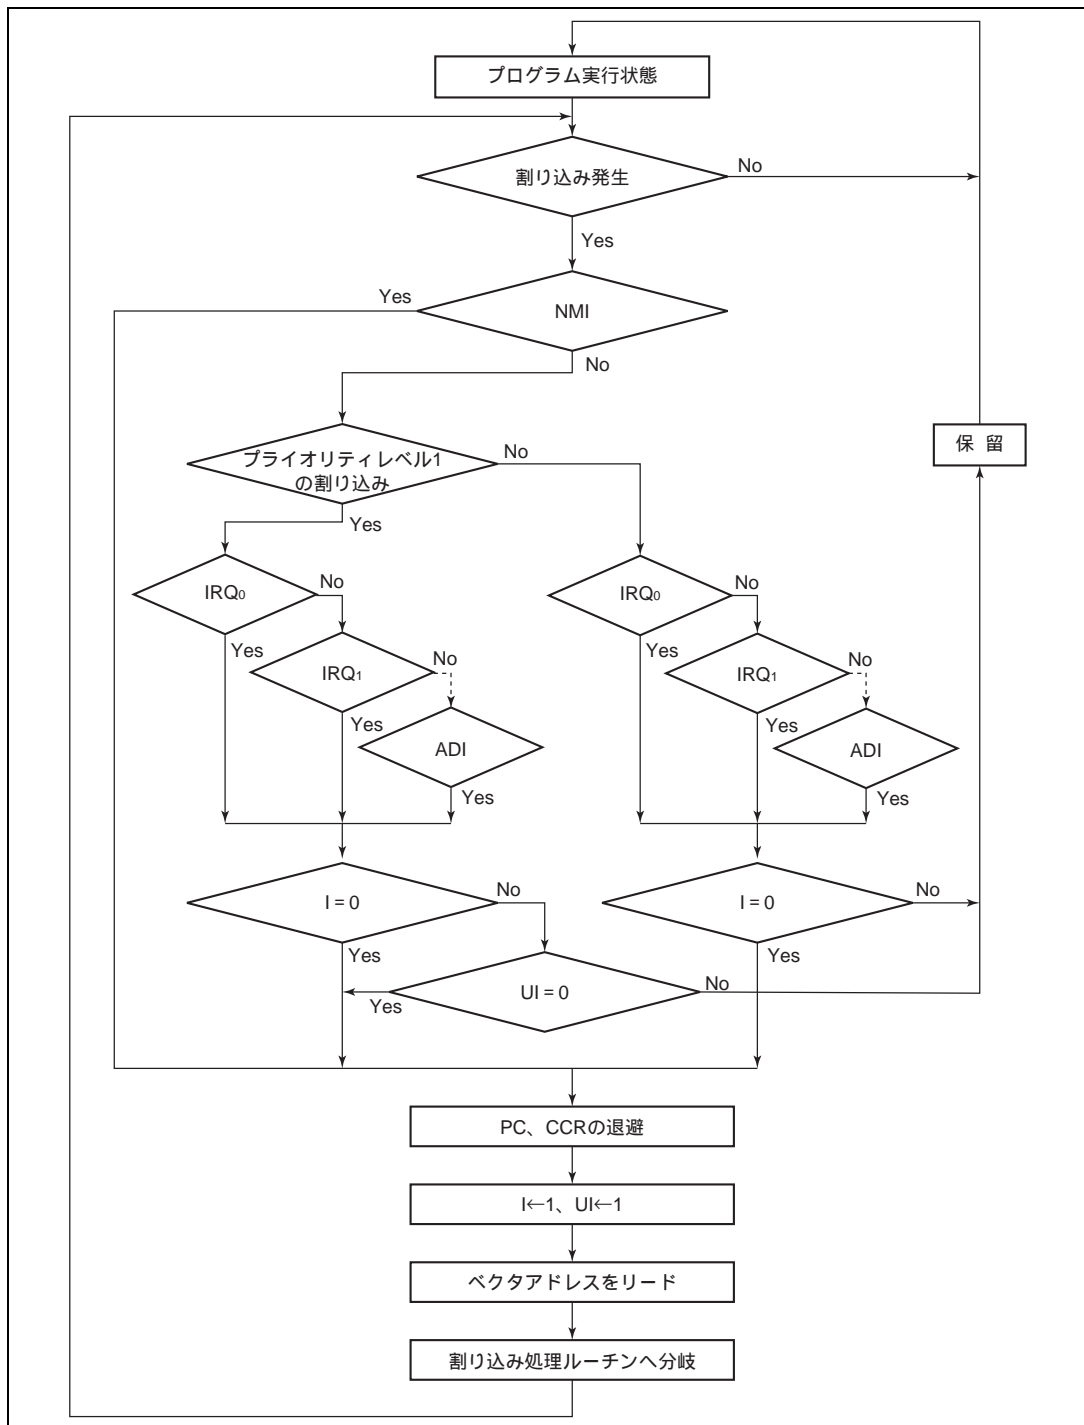 プログラム実行状態
割り込み発生
No
Yes
Yes
NMI
No
プライオリティレベル1
の割り込み
No
保 留
Yes
IRQ0
No
IRQ0
No
Yes
IRQ1
No
Yes
IRQ1
No
Yes
ADI
Yes
ADI
Yes
Yes
I = 0
No
I = 0
No
Yes
Yes
UI = 0
Yes
No
PC、CCRの退避
I←1、UI←1
ベクタアドレスをリード
割り込み処理ルーチンへ分岐